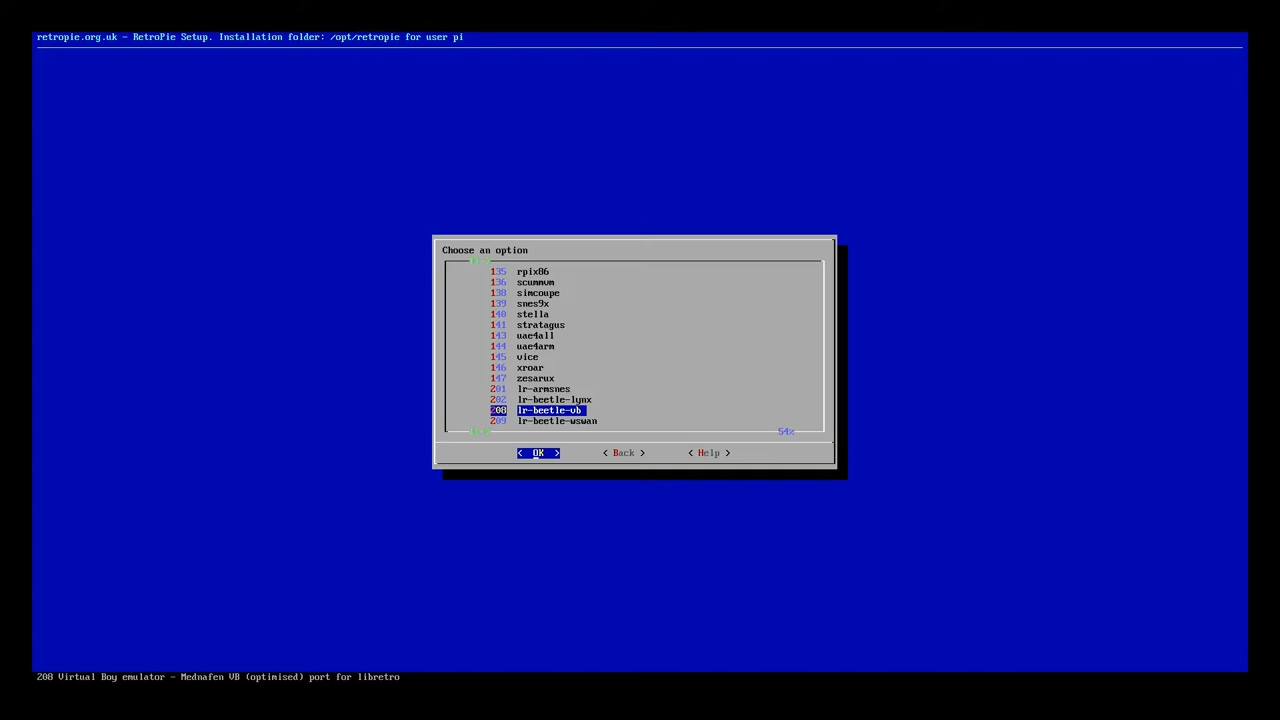 retropie.org.uk - RetroPie Setup. Installation folder: /opt/retropie for user pi
Choose an option
135 rpix86
136 scummvm
138 simcoupe
139 snes9x
140 stella
141 stratagus
143 uae4all
144 uae4arm
145 vice
146 xroar
147 zesarux
201 lr-armsnes
202 lr-beetle-lynx
208 lr-beetle-vb
209 lr-beetle-wswan
54%
< OK > < Back > < Help >
208 Virtual Boy emulator - Mednafen VB (optimised) port for libretro